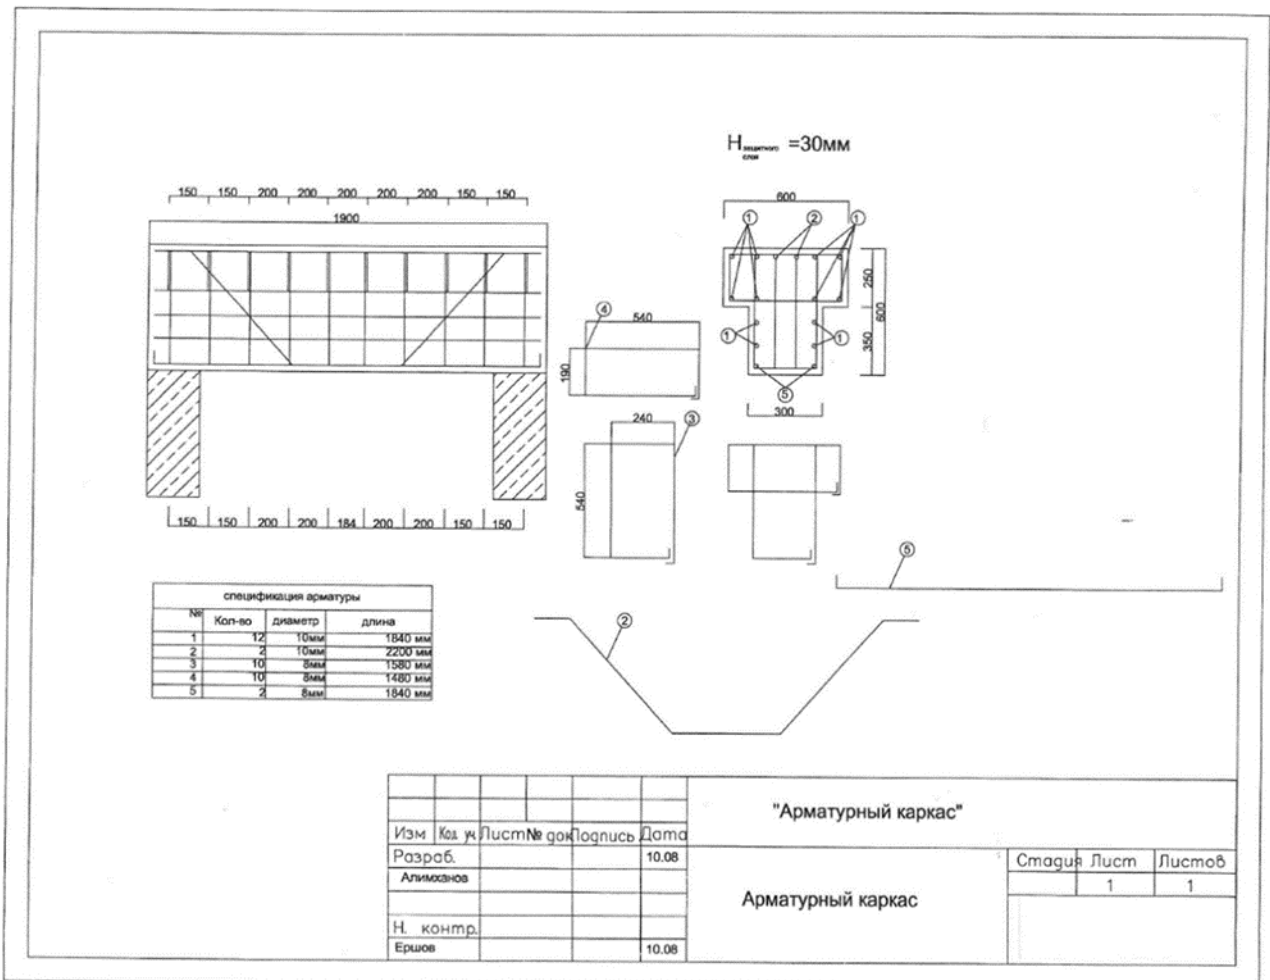 Н защитного слоя =30мм
150 150 200 200 200 200 200 150 150
1900
600
1 2 1
250
600
350
1 1
5
300
4
540
190
240
3
540
150 150 200 200 184 200 200 150 150
5
2
спецификация арматуры
№ Кол-во диаметр длина
1 12 10мм 1840 мм
2 2 10мм 2200 мм
3 10 8мм 1580 мм
4 10 8мм 1480 мм
5 2 8мм 1840 мм
"Арматурный каркас"
Изм Кол уч Лист № док Подпись Дата
Разраб. 10.08
Алимханов
Арматурный каркас
Стадия Лист Листов
1 1
Н. контр.
Ершов 10.08